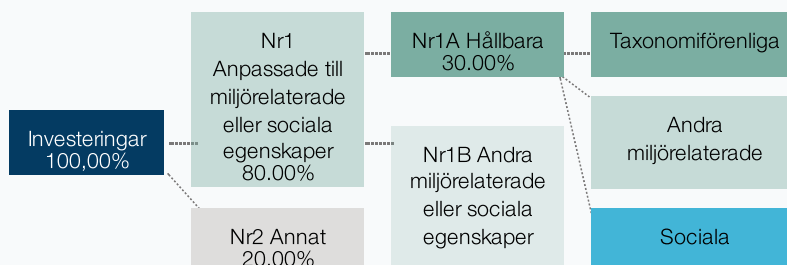 Investeringar
100,00%
Nr1
Anpassade till
miljörelaterade
eller sociala
egenskaper
80.00%
Nr2 Annat
20.00%
Nr1A Hållbara
30.00%
Nr1B Andra
miljörelaterade
eller sociala
egenskaper
Taxonomiförenliga
Andra
miljörelaterade
Sociala